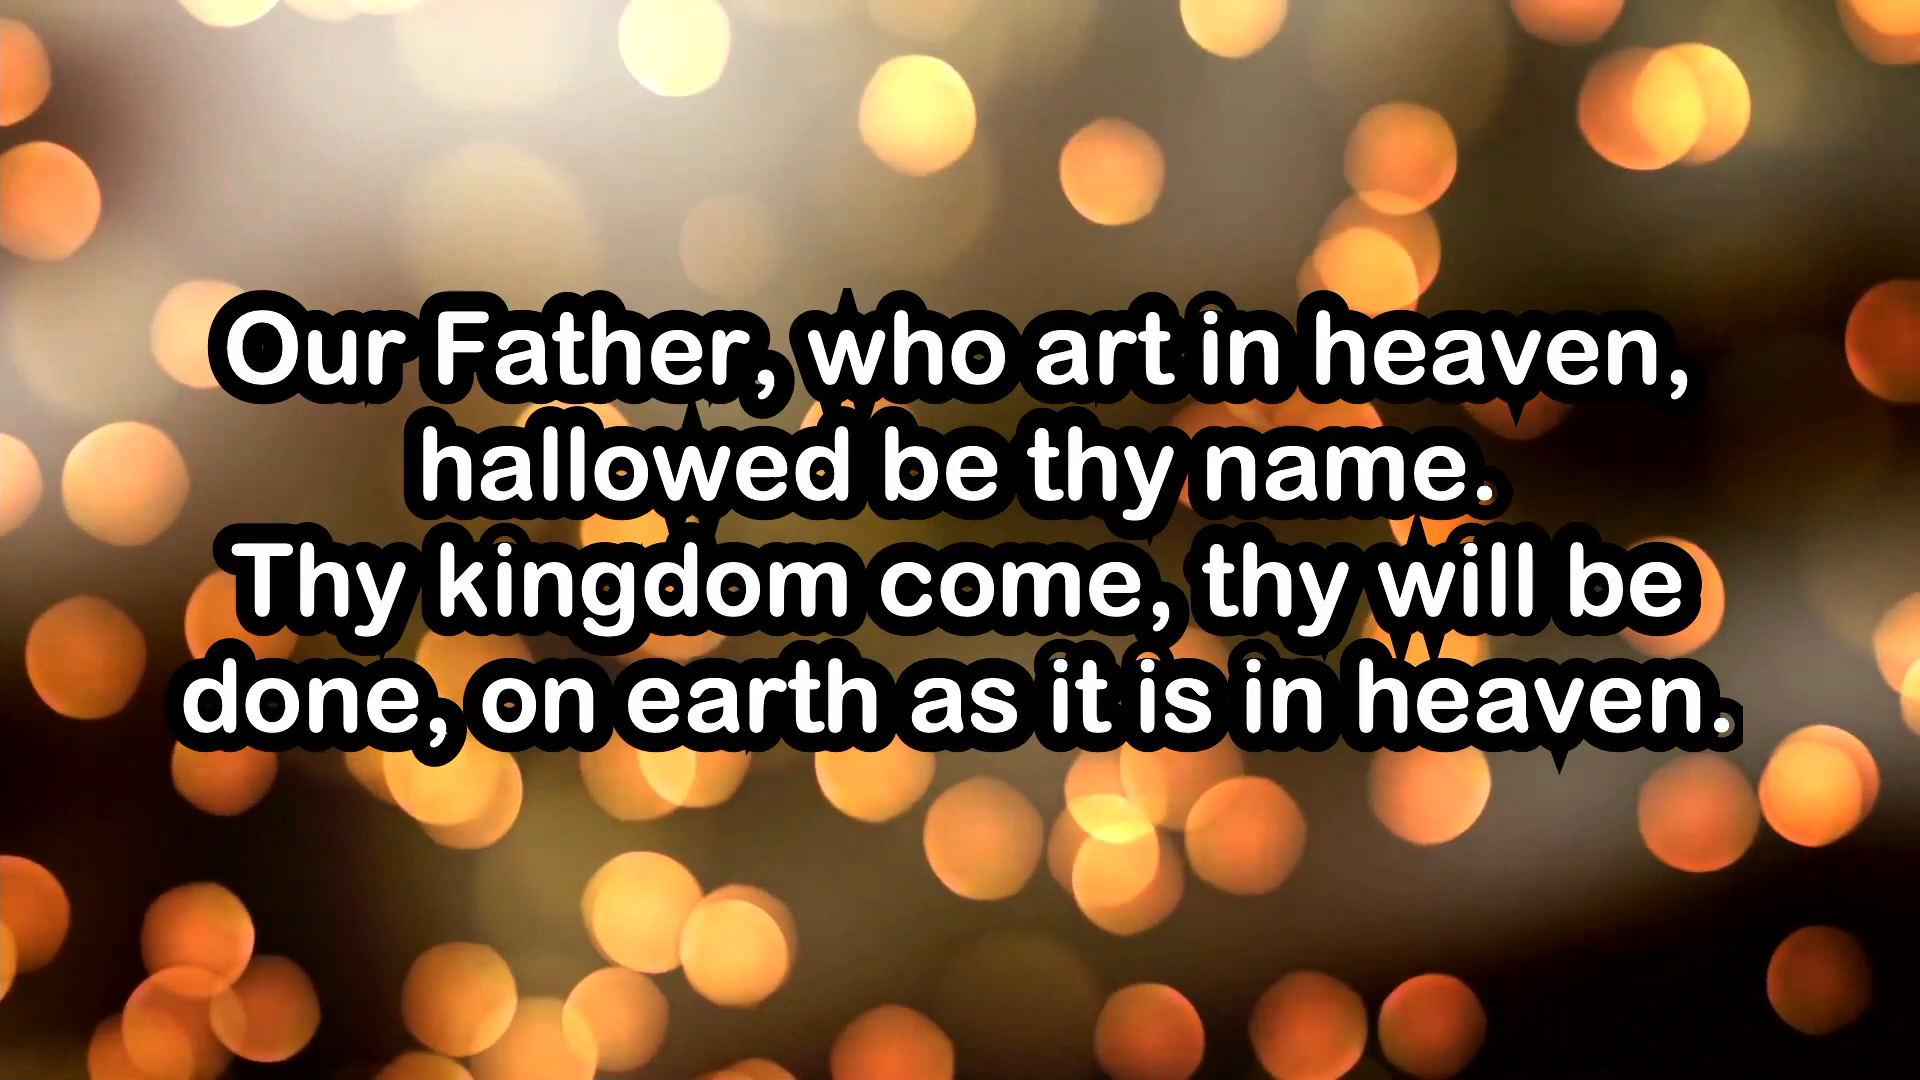 Our Father, who art in heaven,
hallowed be thy name.
Thy kingdom come, thy will be
done, on earth as it is in heaven.